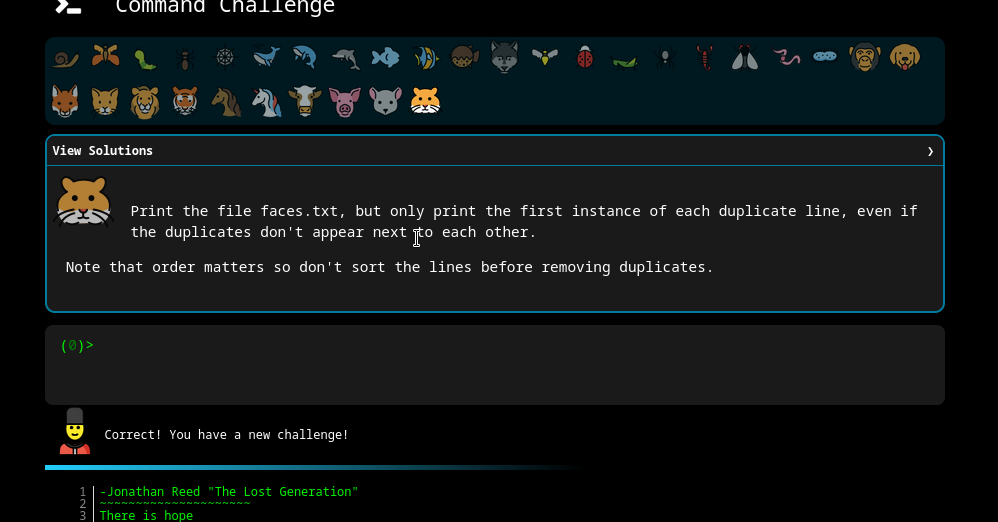 Command Challenge
View Solutions ❯
Print the file faces.txt, but only print the first instance of each duplicate line, even if
the duplicates don't appear next to each other.
Note that order matters so don't sort the lines before removing duplicates.
(0)>
Correct! You have a new challenge!
1 -Jonathan Reed "The Lost Generation"
2 ~~~~~~~~~~~~~~~~~~~~~
3 There is hope